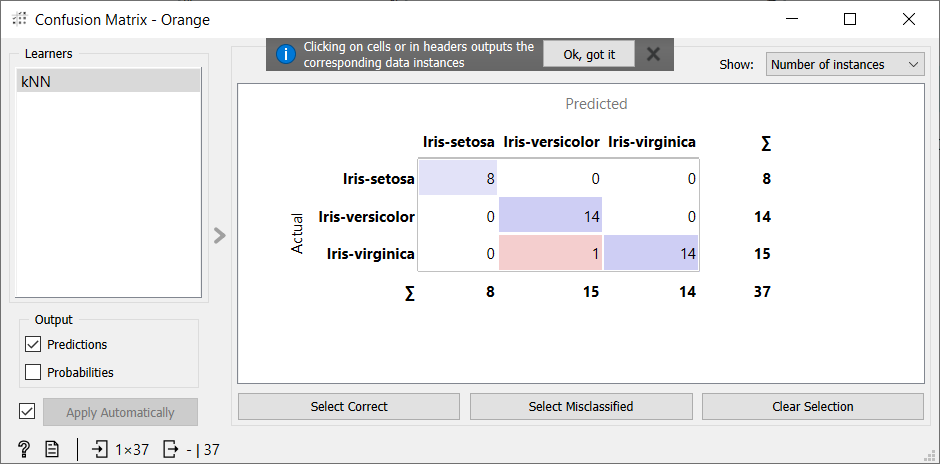 Confusion Matrix - Orange
Learners
kNN
Output
Predictions
Probabilities
Apply Automatically
? 1×37 - | 37
Clicking on cells or in headers outputs the
corresponding data instances
Ok, got it
Show: Number of instances
Predicted
Iris-setosa Iris-versicolor Iris-virginica ∑
Actual
Iris-setosa 8 0 0 8
Iris-versicolor 0 14 0 14
Iris-virginica 0 1 14 15
∑ 8 15 14 37
Select Correct Select Misclassified Clear Selection